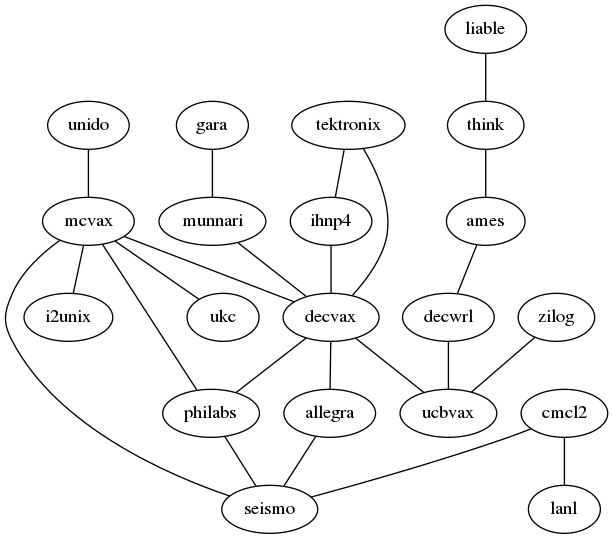 liable
unido
gara
tektronix
think
mcvax
munnari
ihnp4
ames
i2unix
ukc
decvax
decwrl
zilog
philabs
allegra
ucbvax
cmcl2
seismo
lanl